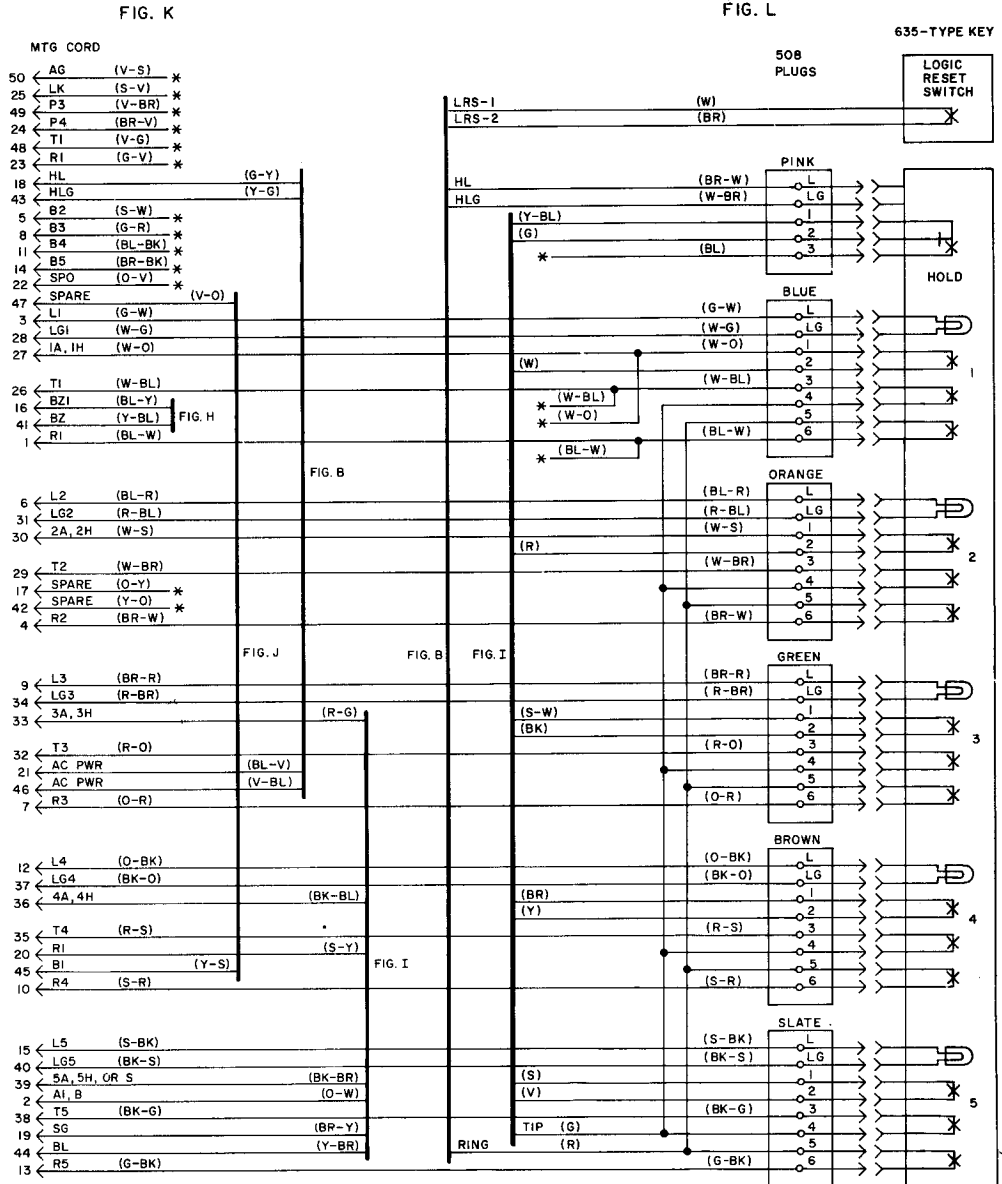 FIG. K
FIG. L
635-TYPE KEY
MTG CORD
508
PLUGS
LOGIC
RESET
SWITCH
50 AG (V-S) *
25 LK (S-V) *
49 P3 (V-BR) *
24 P4 (BR-V) *
48 T1 (V-G) *
23 R1 (G-V) *
18 HL (G-Y)
43 HLG (Y-G)
5 B2 (S-W) *
8 B3 (G-R) *
11 B4 (BL-BK) *
14 B5 (BR-BK) *
22 SPO (O-V) *
47 SPARE (V-O)
3 L1 (G-W)
28 LG1 (W-G)
27 1A, 1H (W-O)
26 T1 (W-BL)
16 BZ1 (BL-Y)
41 BZ (Y-BL)
FIG. H
1 R1 (BL-W)
FIG. B
6 L2 (BL-R)
31 LG2 (R-BL)
30 2A, 2H (W-S)
29 T2 (W-BR)
17 SPARE (O-Y) *
42 SPARE (Y-O) *
4 R2 (BR-W)
FIG. J
9 L3 (BR-R)
34 LG3 (R-BR)
33 3A, 3H (R-G)
32 T3 (R-O)
21 AC PWR (BL-V)
46 AC PWR (V-BL)
7 R3 (O-R)
12 L4 (O-BK)
37 LG4 (BK-O)
36 4A, 4H (BK-BL)
35 T4 (R-S)
20 R1 (S-Y)
45 B1 (Y-S)
FIG. I
10 R4 (S-R)
15 L5 (S-BK)
40 LG5 (BK-S)
39 5A, 5H, OR S (BK-BR)
2 A1, B (O-W)
38 T5 (BK-G)
19 SG (BR-Y)
44 BL (Y-BR)
13 R5 (G-BK)
LRS-1 (W)
LRS-2 (BR)
PINK
HL (BR-W) L
HLG (W-BR) LG
(Y-BL) 1
(G) 2
* (BL) 3
HOLD
BLUE
(G-W) L
(W-G) LG
(W-O) 1
(W) 2
(W-BL) 3
* (W-BL) 4
* (W-O) 5
(BL-W) 6
* (BL-W)
1
ORANGE
(BL-R) L
(R-BL) LG
(W-S) 1
(R) 2
(W-BR) 3
4
5
(BR-W) 6
2
FIG. B
FIG. I
GREEN
(BR-R) L
(R-BR) LG
(S-W) 1
(BK) 2
(R-O) 3
4
5
(O-R) 6
3
BROWN
(O-BK) L
(BK-O) LG
(BR) 1
(Y) 2
(R-S) 3
4
5
(S-R) 6
4
SLATE
(S-BK) L
(BK-S) LG
(S) 1
(V) 2
(BK-G) 3
TIP (G) 4
RING (R) 5
(G-BK) 6
5